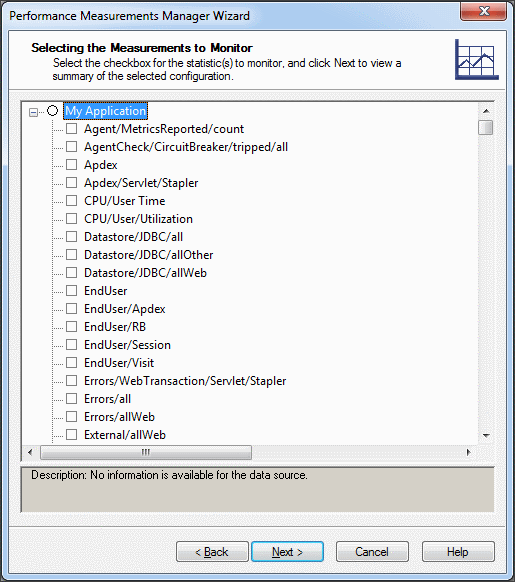 Performance Measurements Manager Wizard
Selecting the Measurements to Monitor
Select the checkbox for the statistic(s) to monitor, and click Next to view a
summary of the selected configuration.
My Application
Agent/MetricsReported/count
AgentCheck/CircuitBreaker/tripped/all
Apdex
Apdex/Servlet/Stapler
CPU/User Time
CPU/User/Utilization
Datastore/JDBC/all
Datastore/JDBC/allOther
Datastore/JDBC/allWeb
EndUser
EndUser/Apdex
EndUser/RB
EndUser/Session
EndUser/Visit
Errors/WebTransaction/Servlet/Stapler
Errors/all
Errors/allWeb
External/allWeb
Description: No information is available for the data source.
< Back Next > Cancel Help